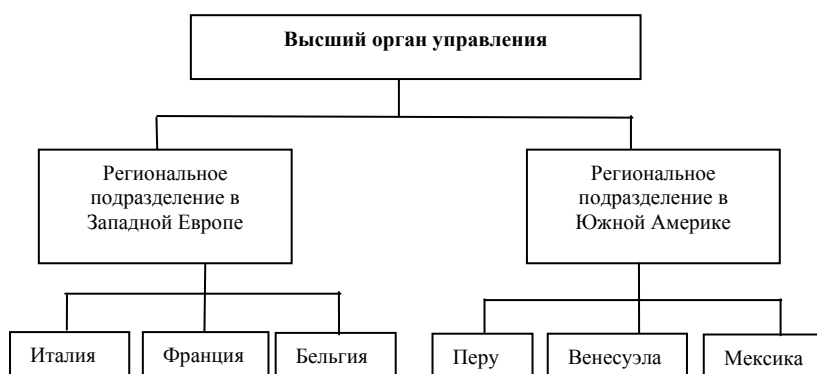 Высший орган управления
Региональное
подразделение в
Западной Европе
Региональное
подразделение в
Южной Америке
Италия
Франция
Бельгия
Перу
Венесуэла
Мексика